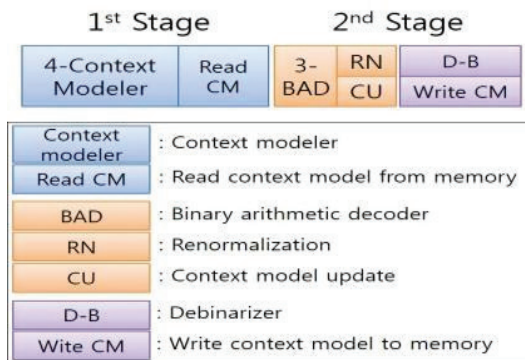 1st Stage 2nd Stage
4-Context Modeler Read CM 3-BAD RN CU D-B Write CM
Context modeler : Context modeler
Read CM : Read context model from memory
BAD : Binary arithmetic decoder
RN : Renormalization
CU : Context model update
D-B : Debinarizer
Wite CM : Write context model to memory